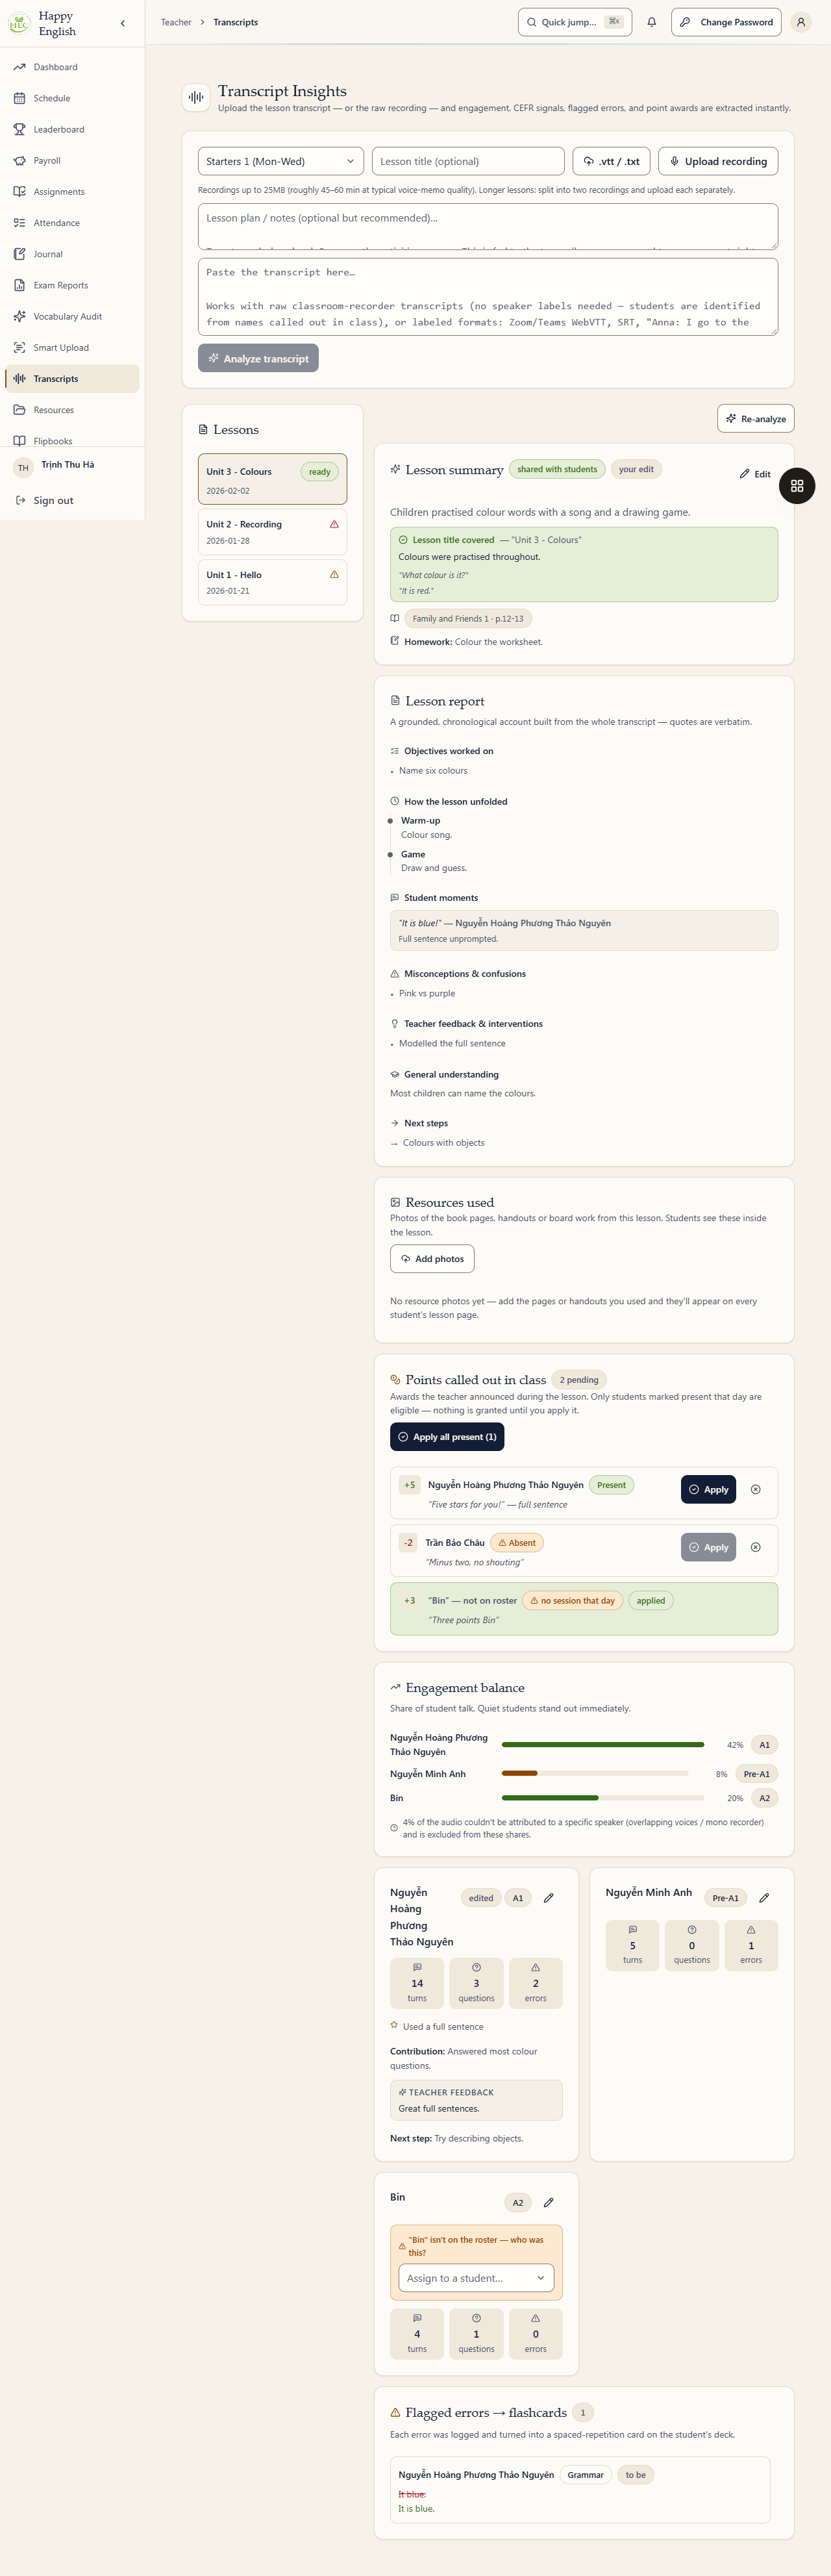 Happy
English
Teacher > Transcripts
Quick jump... ⌘K
Change Password
Dashboard
Schedule
Leaderboard
Payroll
Assignments
Attendance
Journal
Exam Reports
Vocabulary Audit
Smart Upload
Transcripts
Resources
Flipbooks
TH
Trịnh Thu Hà
Sign out
Transcript Insights
Upload the lesson transcript — or the raw recording — and engagement, CEFR signals, flagged errors, and point awards are extracted instantly.
Starters 1 (Mon-Wed)
Lesson title (optional)
.vtt / .txt
Upload recording
Recordings up to 25MB (roughly 45–60 min at typical voice-memo quality). Longer lessons: split into two recordings and upload each separately.
Lesson plan / notes (optional but recommended)…
Paste the transcript here…
Works with raw classroom-recorder transcripts (no speaker labels needed — students are identified
from names called out in class), or labeled formats: Zoom/Teams WebVTT, SRT, "Anna: I go to the
Analyze transcript
Lessons
Unit 3 - Colours
ready
2026-02-02
Unit 2 - Recording
2026-01-28
Unit 1 - Hello
2026-01-21
Re-analyze
Lesson summary
shared with students
your edit
Edit
Children practised colour words with a song and a drawing game.
Lesson title covered — "Unit 3 - Colours"
Colours were practised throughout.
"What colour is it?"
"It is red."
Family and Friends 1 · p.12-13
Homework: Colour the worksheet.
Lesson report
A grounded, chronological account built from the whole transcript — quotes are verbatim.
Objectives worked on
• Name six colours
How the lesson unfolded
Warm-up
Colour song.
Game
Draw and guess.
Student moments
"It is blue!" — Nguyễn Hoàng Phương Thảo Nguyên
Full sentence unprompted.
Misconceptions & confusions
• Pink vs purple
Teacher feedback & interventions
• Modelled the full sentence
General understanding
Most children can name the colours.
Next steps
→ Colours with objects
Resources used
Photos of the book pages, handouts or board work from this lesson. Students see these inside
the lesson.
Add photos
No resource photos yet — add the pages or handouts you used and they'll appear on every
student's lesson page.
Points called out in class
2 pending
Awards the teacher announced during the lesson. Only students marked present that day are
eligible — nothing is granted until you apply it.
Apply all present (1)
+5
Nguyễn Hoàng Phương Thảo Nguyên
Present
"Five stars for you!" — full sentence
Apply
-2
Trần Bảo Châu
Absent
"Minus two, no shouting"
Apply
+3
"Bin" — not on roster
no session that day
applied
"Three points Bin"
Engagement balance
Share of student talk. Quiet students stand out immediately.
Nguyễn Hoàng Phương
Thảo Nguyên
42%
A1
Nguyễn Minh Anh
8%
Pre-A1
Bin
20%
A2
4% of the audio couldn't be attributed to a specific speaker (overlapping voices / mono recorder)
and is excluded from these shares.
Nguyễn
Hoàng
Phương
Thảo Nguyên
edited
A1
14
turns
3
questions
2
errors
Used a full sentence
Contribution: Answered most colour
questions.
TEACHER FEEDBACK
Great full sentences.
Next step: Try describing objects.
Nguyễn Minh Anh
Pre-A1
5
turns
0
questions
1
errors
Bin
A2
"Bin" isn't on the roster — who was
this?
Assign to a student…
4
turns
1
questions
0
errors
Flagged errors → flashcards
1
Each error was logged and turned into a spaced-repetition card on the student's deck.
Nguyễn Hoàng Phương Thảo Nguyên
Grammar
to be
It blue.
It is blue.